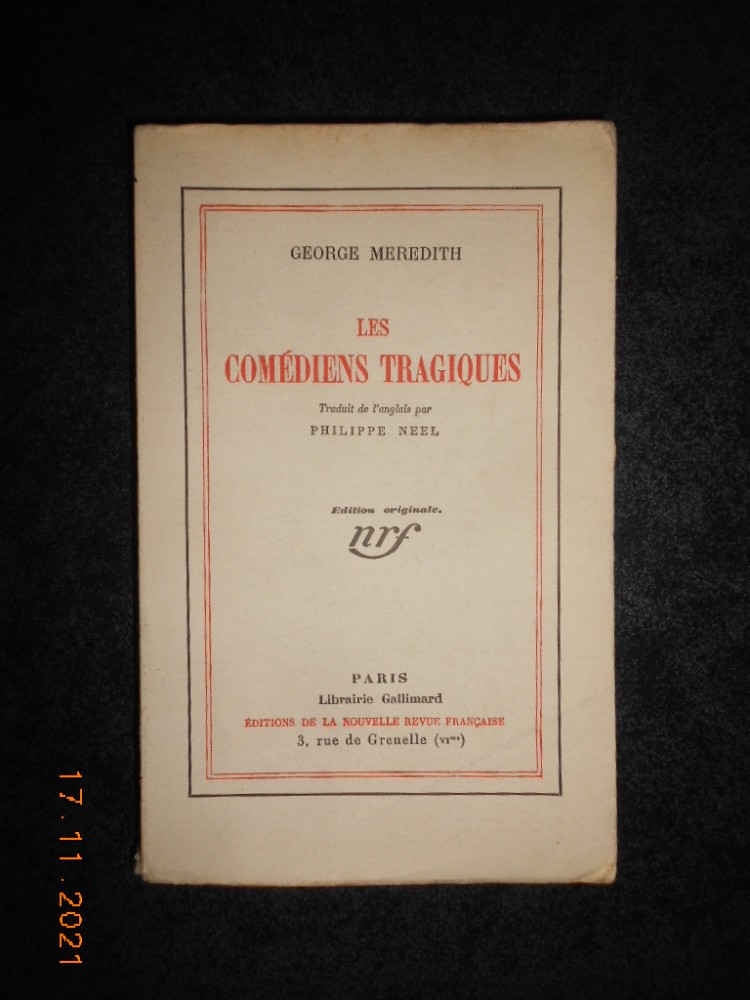 GEORGE MEREDITH
LES
COMÉDIENS TRAGIQUES
Traduit de l'anglais par
PHILIPPE NEEL
Edition originale.
nrf
PARIS
Librairie Gallimard
ÉDITIONS DE LA NOUVELLE REVUE FRANÇAISE
3, rue de Grenelle (VIme)
17.11.2021